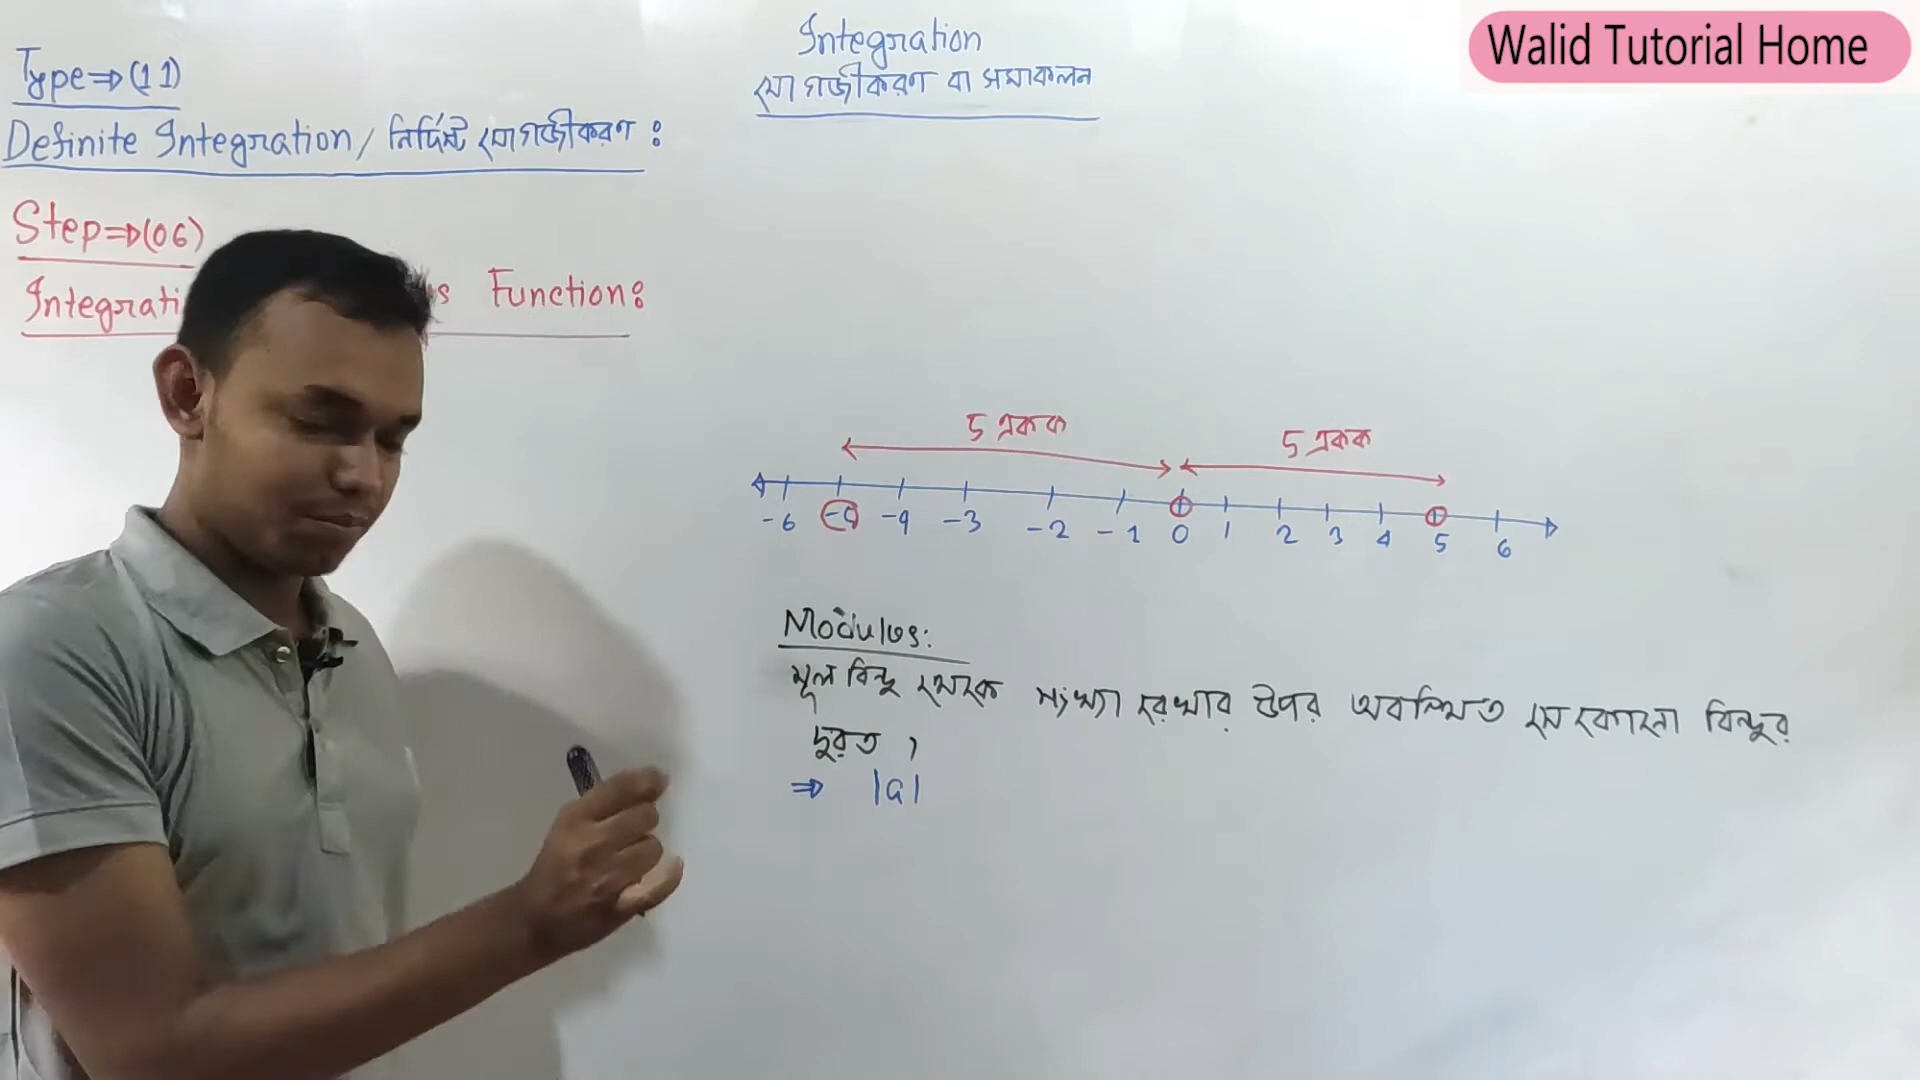 Walid Tutorial Home
Integration
যোগজীকরণ বা সমাকলন
Type⇒(11)
Definite Integration/নির্দিষ্ট যোগজীকরণ :
Step⇒(06)
Integrati s Function:
5 একক 5 একক
-6 -5 -4 -3 -2 -1 0 1 2 3 4 5 6
Modulus:
মূল বিন্দু থেকে সংখ্যা রেখার উপর অবস্থিত যে কোনো বিন্দুর
দূরত্ব ,
⇒ |a|